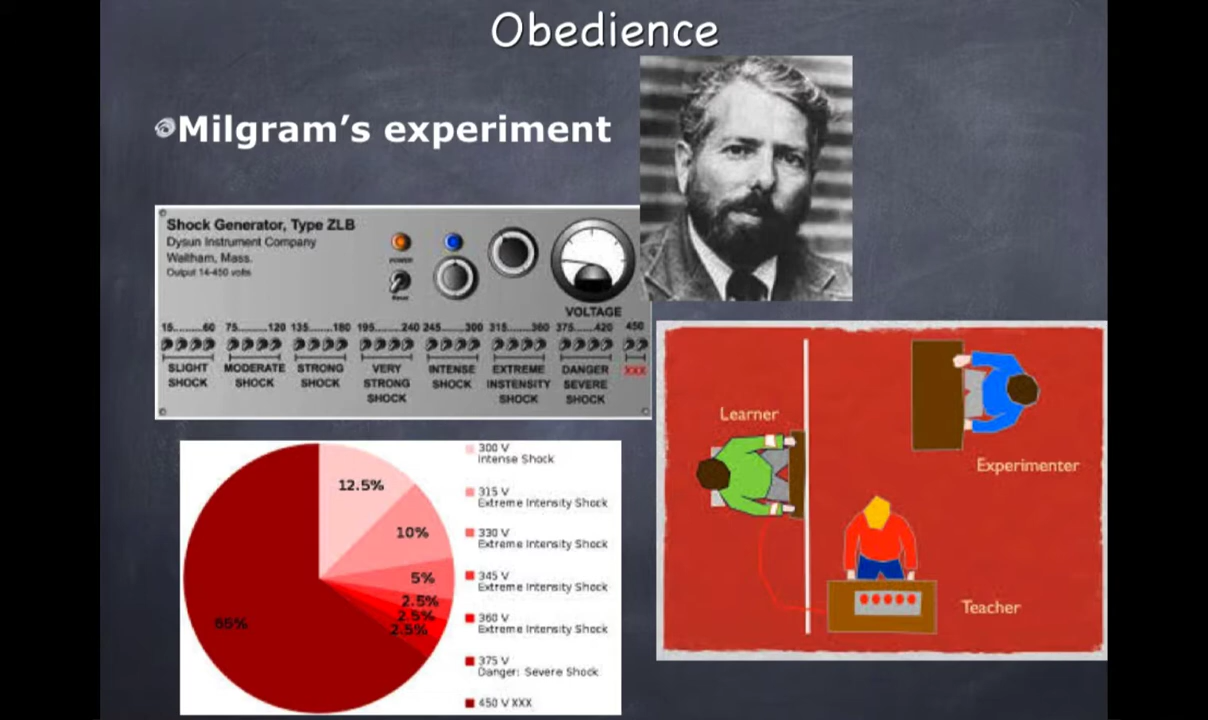 Obedience
Milgram's experiment
Shock Generator, Type ZLB
Dysun Instrument Company
Waltham, Mass.
Output 14-450 volts
POWER
Reset
VOLTAGE
15.........60 75.........120 135.......180 195.......240 245.......300 315.......360 375.......420 450
SLIGHT SHOCK
MODERATE SHOCK
STRONG SHOCK
VERY STRONG SHOCK
INTENSE SHOCK
EXTREME INSTENSITY SHOCK
DANGER SEVERE SHOCK
XXX
Learner
Experimenter
Teacher
12.5%
10%
5%
2.5%
2.5%
2.5%
65%
300 V
Intense Shock
315 V
Extreme Intensity Shock
330 V
Extreme Intensity Shock
345 V
Extreme Intensity Shock
360 V
Extreme Intensity Shock
375 V
Danger: Severe Shock
450 V XXX